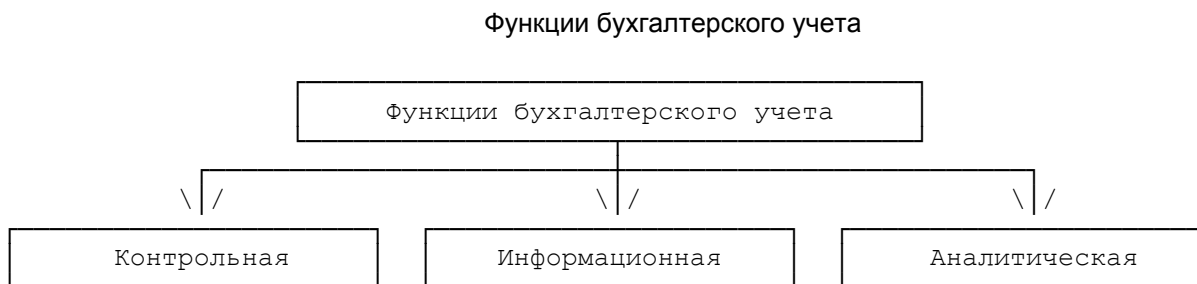 Функции бухгалтерского учета
Функции бухгалтерского учета
Контрольная Информационная Аналитическая